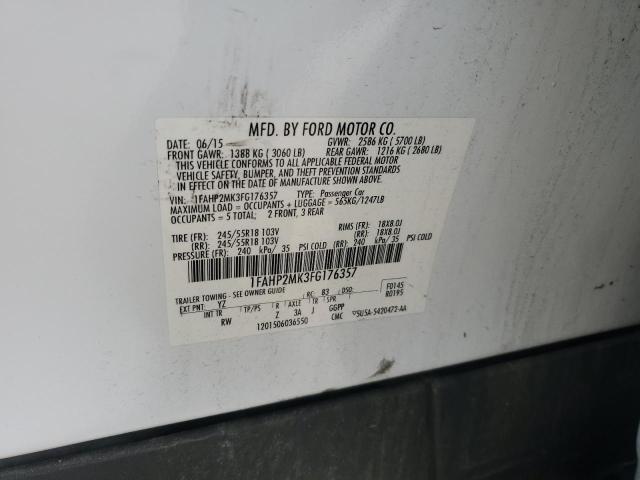 MFD. BY FORD MOTOR CO.
DATE: 06/15 GVWR: 2586 KG ( 5700 LB)
FRONT GAWR: 1388 KG ( 3060 LB) REAR GAWR: 1216 KG ( 2680 LB)
THIS VEHICLE CONFORMS TO ALL APPLICABLE FEDERAL MOTOR
VEHICLE SAFETY, BUMPER, AND THEFT PREVENTION STANDARDS
IN EFFECT ON THE DATE OF MANUFACTURE SHOWN ABOVE.
VIN: 1FAHP2MK3FG176357 TYPE: Passenger Car
MAXIMUM LOAD = OCCUPANTS + LUGGAGE = 565KG/1247LB
OCCUPANTS = 5 TOTAL; 2 FRONT, 3 REAR
TIRE (FR): 245/55R18 103V RIMS (FR): 18X8.0J
(RR): 245/55R18 103V (RR): 18X8.0J
PRESSURE (FR): 240 kPa/ 35 PSI COLD (RR): 240 kPa/ 35 PSI COLD
1FAHP2MK3FG176357
TRAILER TOWING - SEE OWNER GUIDE RC: 83 DSO: F0145
EXT PNT: YZ R AXLE TR SPR R0195
INT TR TP/PS J GGPP
RW Z 3A
1201506036550 CMC 5U5A-5420472-AA